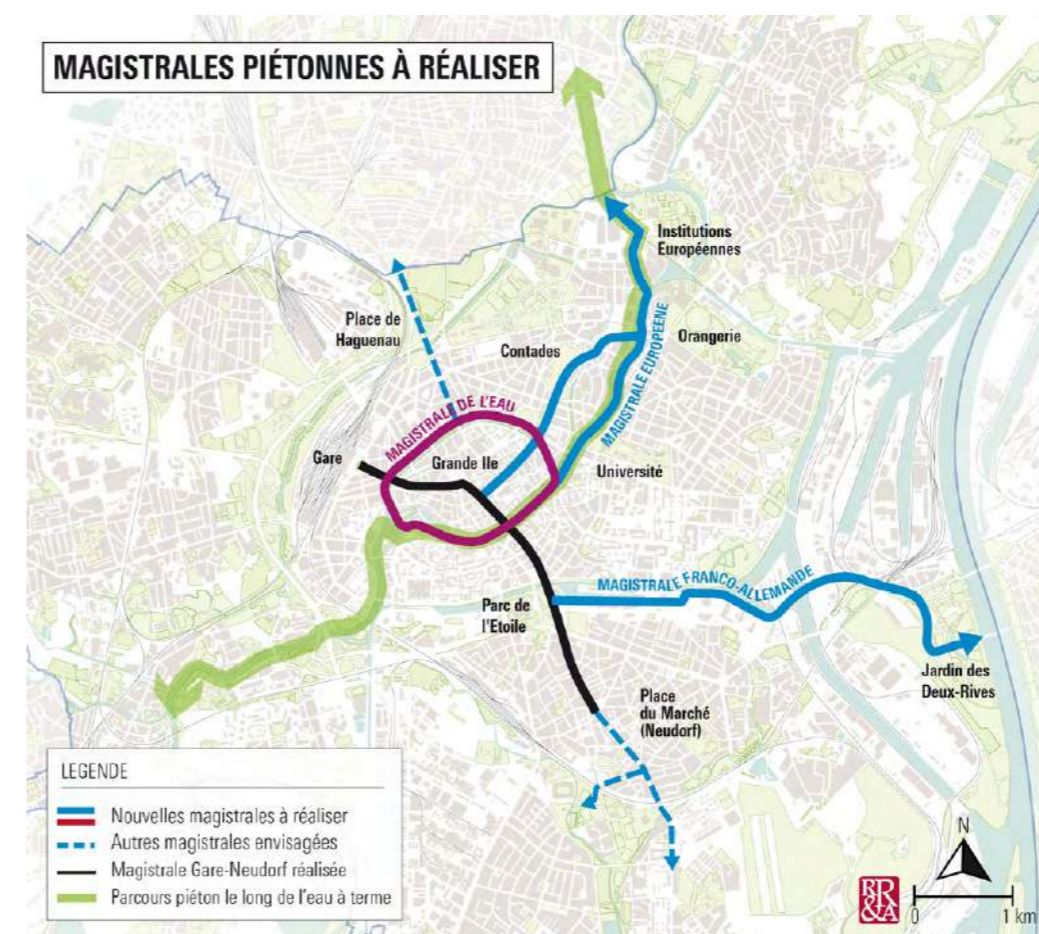 MAGISTRALES PIÉTONNES À RÉALISER
Institutions
Européennes
Place de
Haguenau
Contades
Orangerie
MAGISTRALE EUROPÉENE
MAGISTRALE DE L'EAU
Gare
Grande Ile
Université
MAGISTRALE FRANCO-ALLEMANDE
Parc de
l'Etoile
Jardin des
Deux-Rives
Place
du Marché
(Neudorf)
LEGENDE
Nouvelles magistrales à réaliser
Autres magistrales envisagées
Magistrale Gare-Neudorf réalisée
Parcours piéton le long de l'eau à terme
N
RR
&A
0
1 km